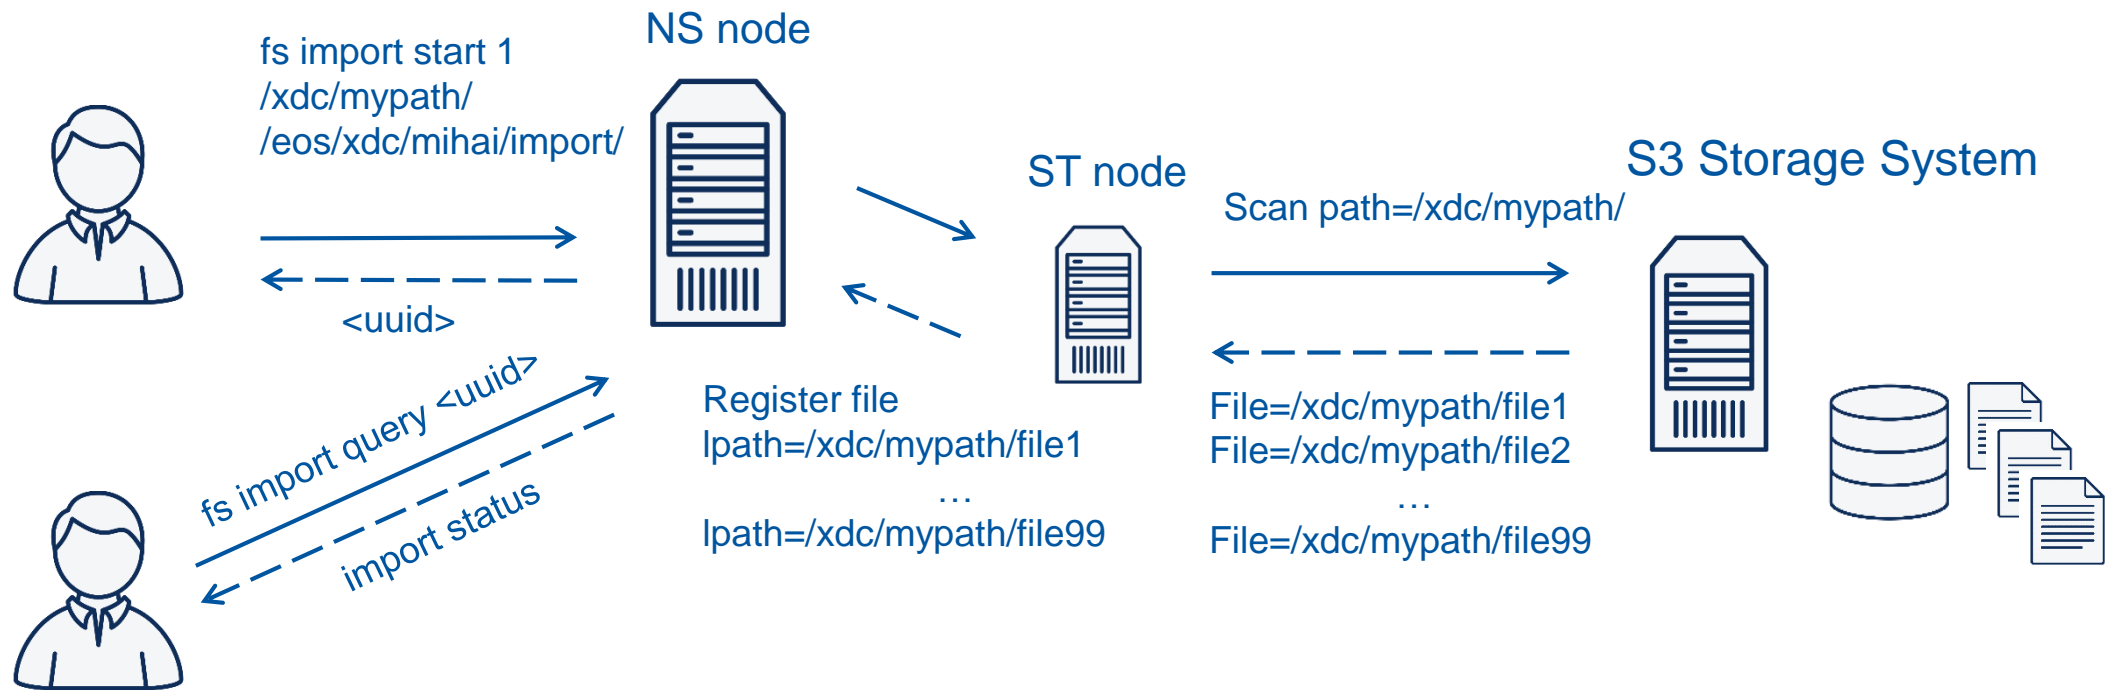 fs import start 1
/xdc/mypath/
/eos/xdc/mihai/import/
<uuid>
NS node
ST node
S3 Storage System
Scan path=/xdc/mypath/
fs import query <uuid>
import status
Register file
lpath=/xdc/mypath/file1
...
lpath=/xdc/mypath/file99
File=/xdc/mypath/file1
File=/xdc/mypath/file2
...
File=/xdc/mypath/file99